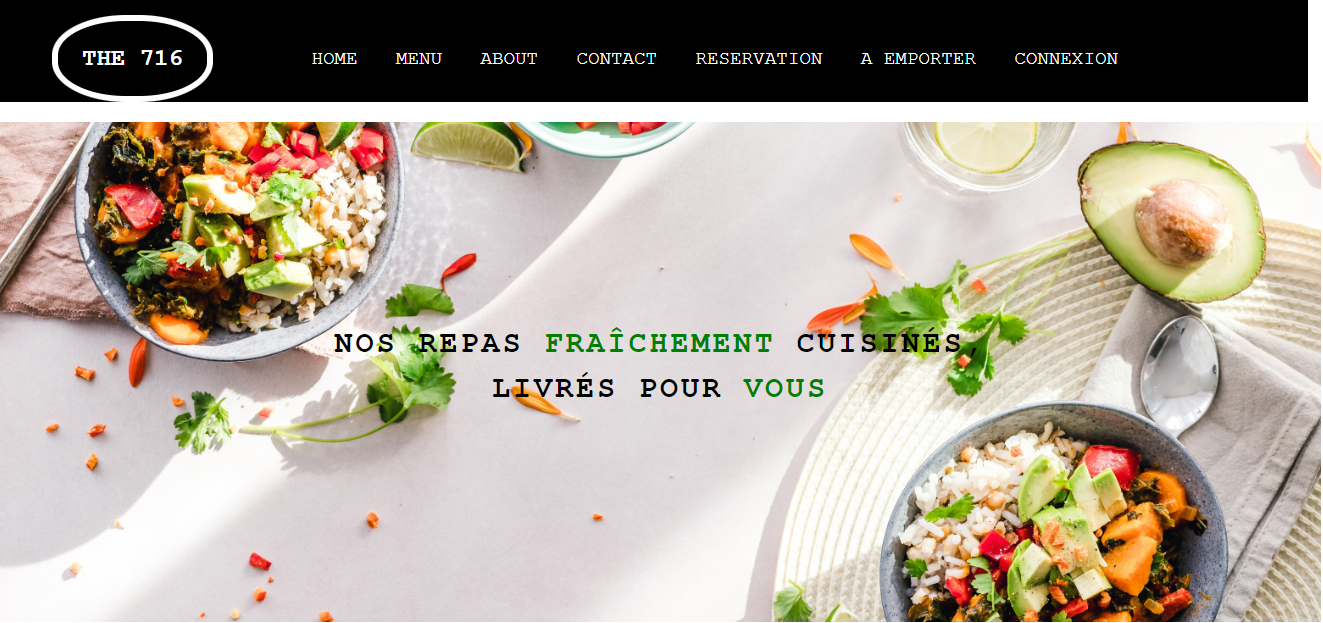 THE 716
HOME MENU ABOUT CONTACT RESERVATION A EMPORTER CONNEXION
NOS REPAS FRAÎCHEMENT CUISINÉS,
LIVRÉS POUR VOUS